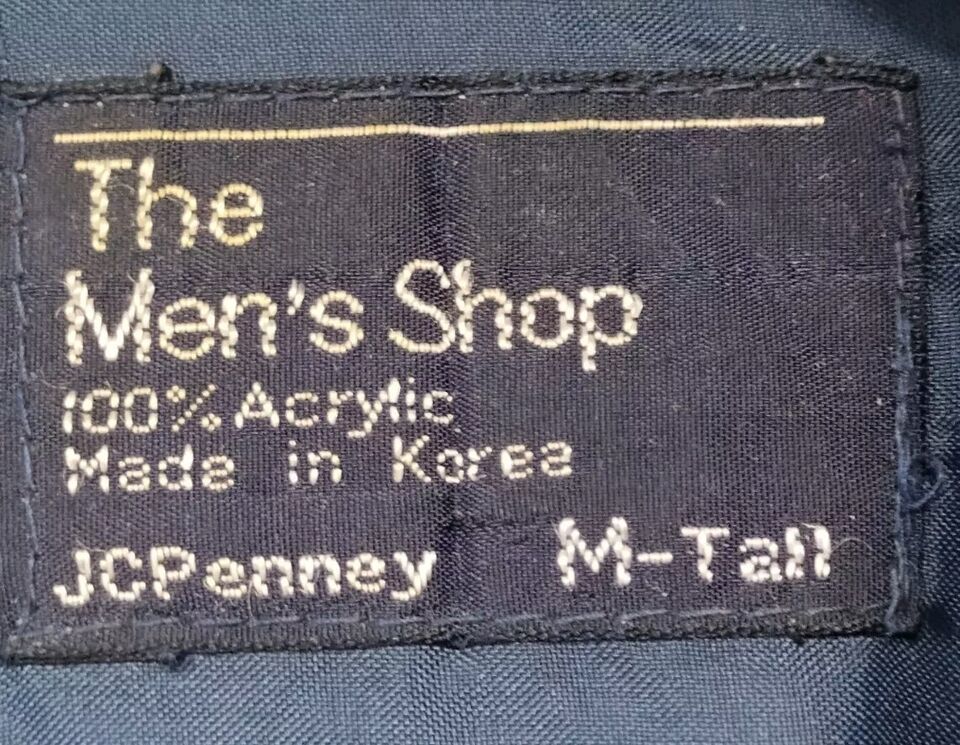 The
Men's Shop
100% Acrylic
Made in Korea
JCPenney M-Tall